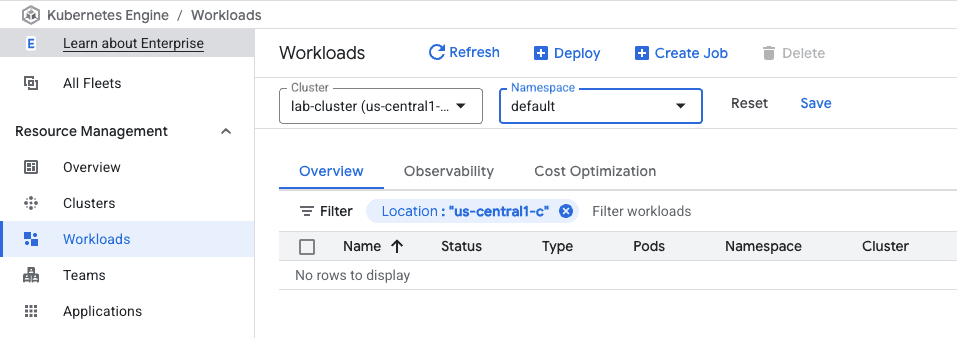 Kubernetes Engine / Workloads
E Learn about Enterprise
All Fleets
Resource Management
Overview
Clusters
Workloads
Teams
Applications
Workloads Refresh Deploy Create Job Delete
Cluster Namespace
lab-cluster (us-central1-... default Reset Save
Overview Observability Cost Optimization
Filter Location : "us-central1-c" Filter workloads
Name Status Type Pods Namespace Cluster
No rows to display